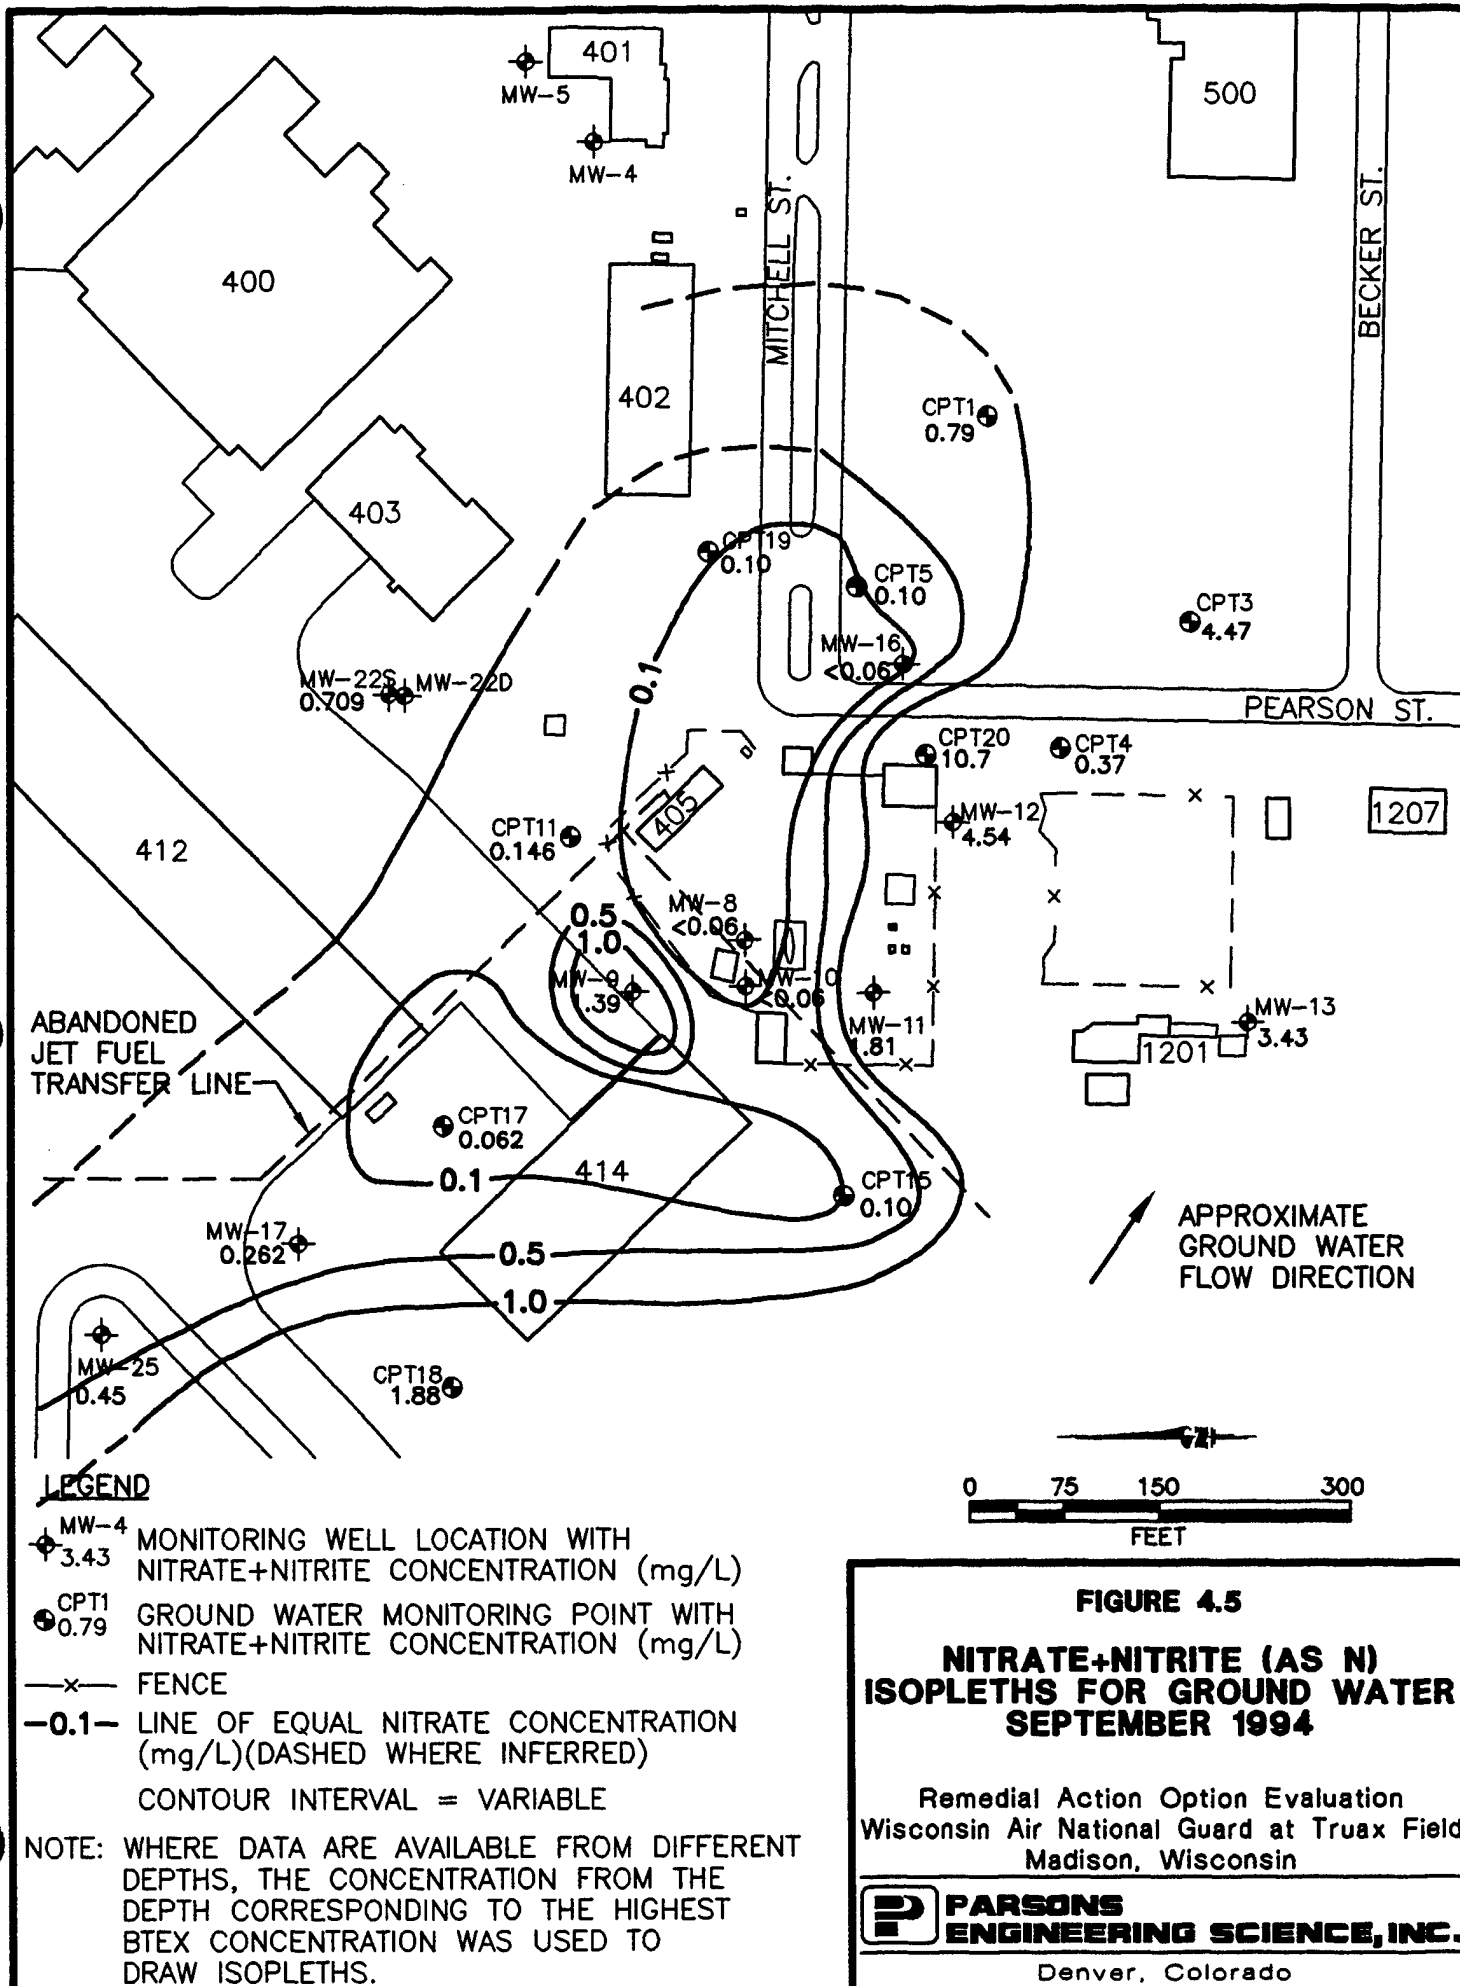 401
MW-5
MW-4
500
MITCHELL ST.
BECKER ST.
400
402
CPT1
0.79
403
CPT19
0.10
CPT5
0.10
CPT3
4.47
MW-16
<0.06
0.1
MW-22S
0.709
MW-22D
PEARSON ST.
CPT20
10.7
CPT4
0.37
405
MW-12
4.54
1207
CPT11
0.146
412
MW-8
<0.06
0.5
1.0
MW-9
1.39
MW-10
<0.06
MW-11
1.81
MW-13
3.43
1201
ABANDONED
JET FUEL
TRANSFER LINE
CPT17
0.062
414
0.1
CPT15
0.10
MW-17
0.262
0.5
1.0
APPROXIMATE
GROUND WATER
FLOW DIRECTION
MW-25
0.45
CPT18
1.88
0 75 150 300
FEET
LEGEND
MW-4
3.43
MONITORING WELL LOCATION WITH
NITRATE+NITRITE CONCENTRATION (mg/L)
CPT1
0.79
GROUND WATER MONITORING POINT WITH
NITRATE+NITRITE CONCENTRATION (mg/L)
—x— FENCE
—0.1— LINE OF EQUAL NITRATE CONCENTRATION
(mg/L)(DASHED WHERE INFERRED)
CONTOUR INTERVAL = VARIABLE
NOTE: WHERE DATA ARE AVAILABLE FROM DIFFERENT
DEPTHS, THE CONCENTRATION FROM THE
DEPTH CORRESPONDING TO THE HIGHEST
BTEX CONCENTRATION WAS USED TO
DRAW ISOPLETHS.
FIGURE 4.5
NITRATE+NITRITE (AS N)
ISOPLETHS FOR GROUND WATER
SEPTEMBER 1994
Remedial Action Option Evaluation
Wisconsin Air National Guard at Truax Field
Madison, Wisconsin
PARSONS
ENGINEERING SCIENCE, INC.
Denver, Colorado